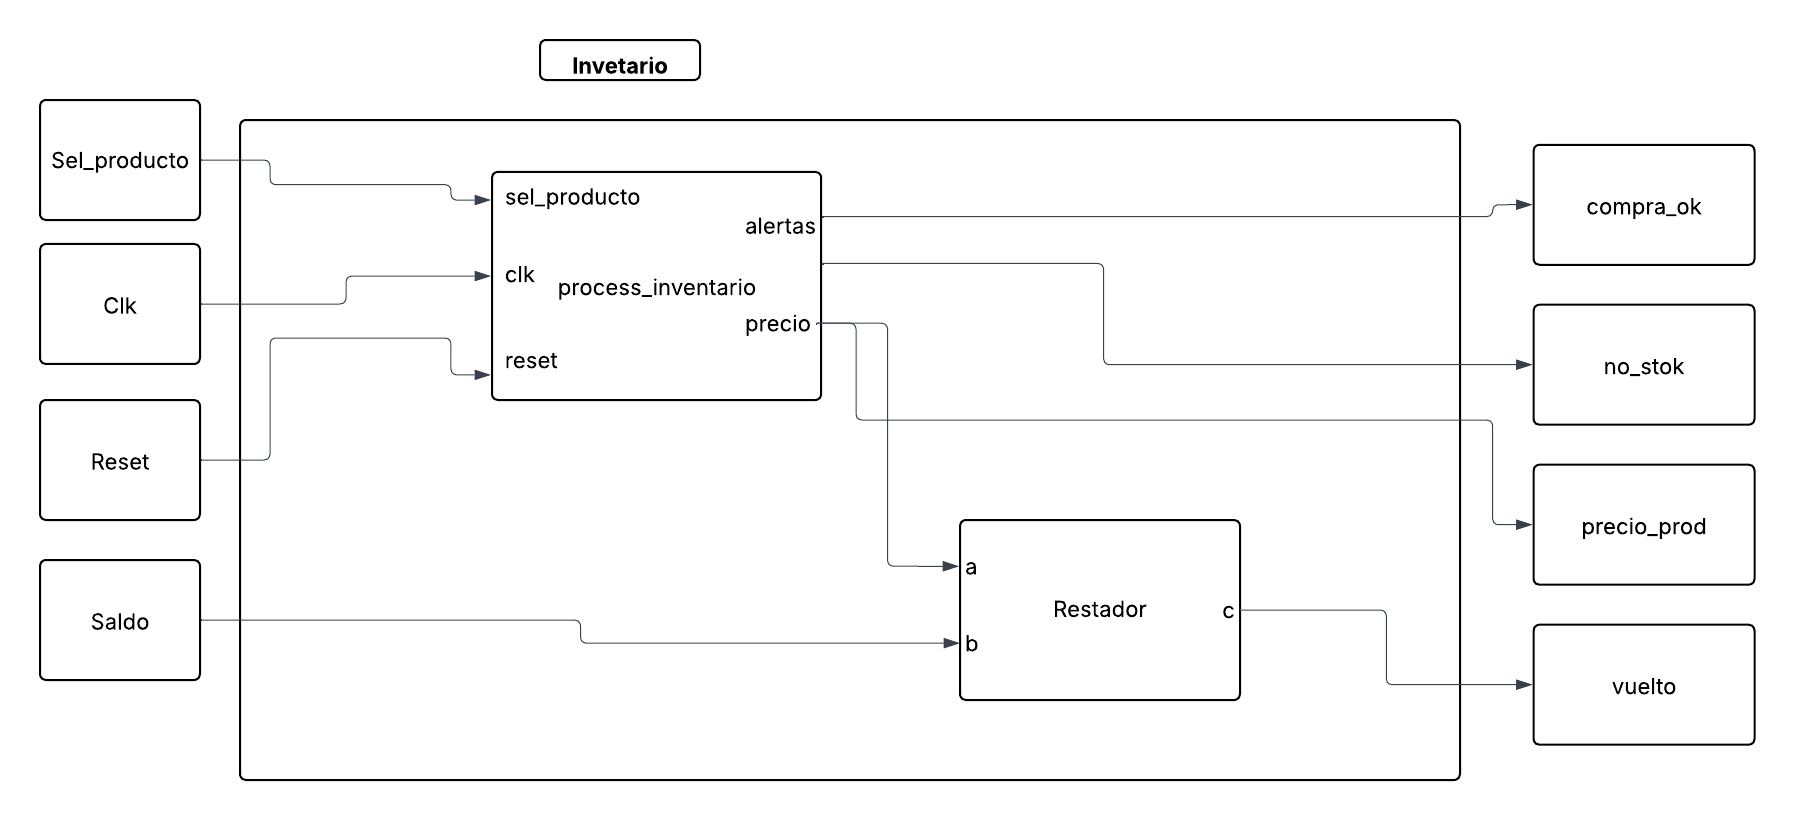 Invetario
Sel_producto
Clk
Reset
Saldo
sel_producto
alertas
clk
process_inventario
precio
reset
a
Restador
c
b
compra_ok
no_stok
precio_prod
vuelto